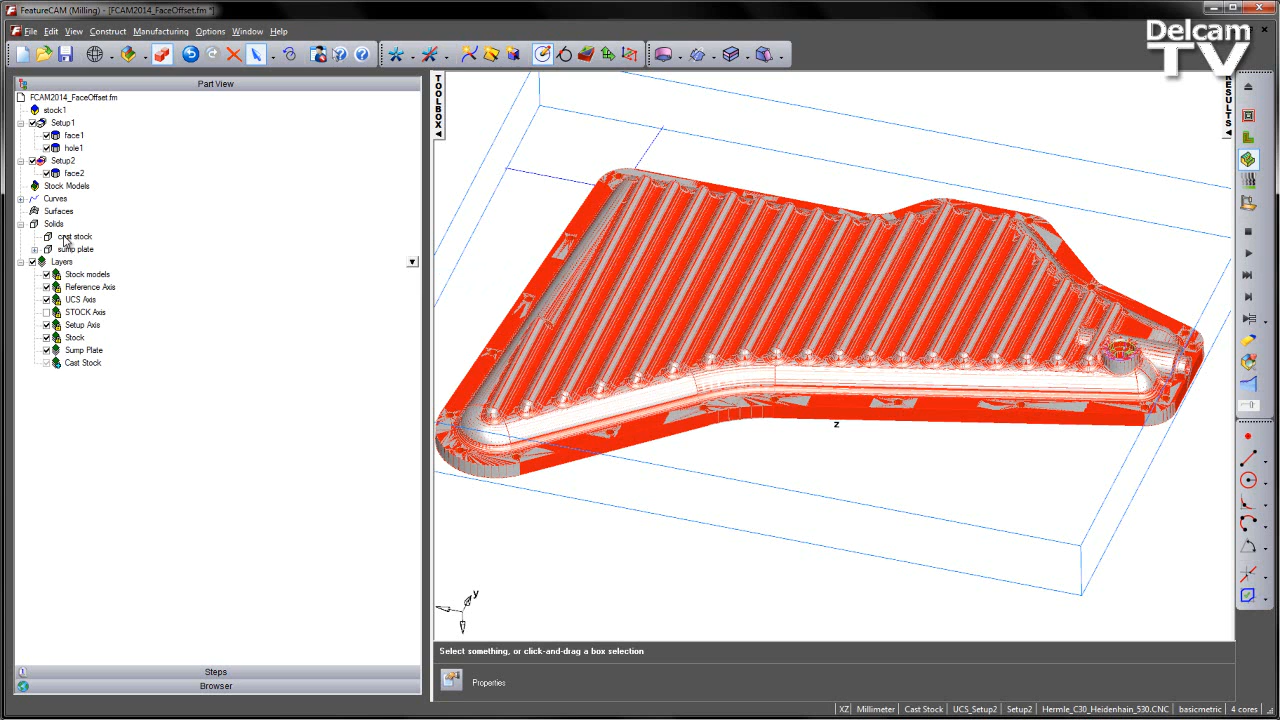 FeatureCAM (Milling) - [FCAM2014_FaceOffset.fm *]
File Edit View Construct Manufacturing Options Window Help
Delcam
TV
Part View
FCAM2014_FaceOffset.fm
stock1
Setup1
face1
hole1
Setup2
face2
Stock Models
Curves
Surfaces
Solids
cast stock
sump plate
Layers
Stock models
Reference Axis
UCS Axis
STOCK Axis
Setup Axis
Stock
Sump Plate
Cast Stock
Steps
Browser
TOOLBOX
RESULTS
z
y
Select something, or click-and-drag a box selection
Properties
XZ Millimeter Cast Stock UCS_Setup2 Setup2 Hermle_C30_Heidenhain_530.CNC basicmetric 4 cores